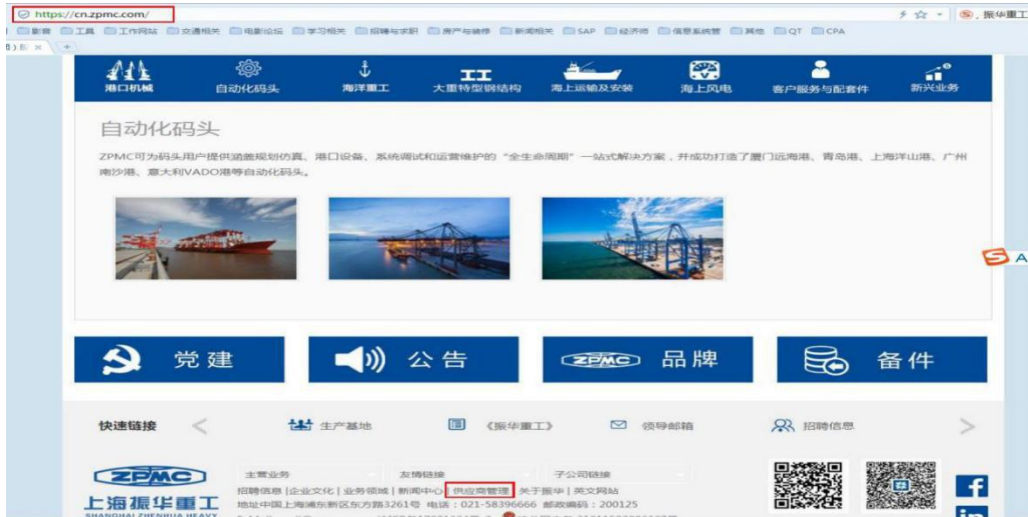 https://cn.zpmc.com/
振华重工
影音 工具 工作网站 交通相关 电影论坛 学习相关 招聘与求职 房产与装修 新闻相关 SAP 经济师 信息系统管 其他 QT CPA
港口机械 自动化码头 海洋重工 大重特型钢结构 海上运输及安装 海上风电 客户服务与配套件 新兴业务
自动化码头
ZPMC可为码头用户提供涵盖规划仿真、港口设备、系统调试和运营维护的“全生命周期”一站式解决方案，并成功打造了厦门远海港、青岛港、上海洋山港、广州
南沙港、意大利VADO港等自动化码头。
党建 公告 ZPMC 品牌 备件
快速链接 生产基地 《振华重工》 领导邮箱 招聘信息
ZPMC
主营业务 友情链接 子公司链接
招聘信息 | 企业文化 | 业务领域 | 新闻中心 | 供应商管理 | 关于振华 | 英文网站
上海振华重工
地址中国上海浦东新区东方路3261号 电话：021-58396666 邮政编码：200125
SHANGHAI ZHENHUA HEAVY